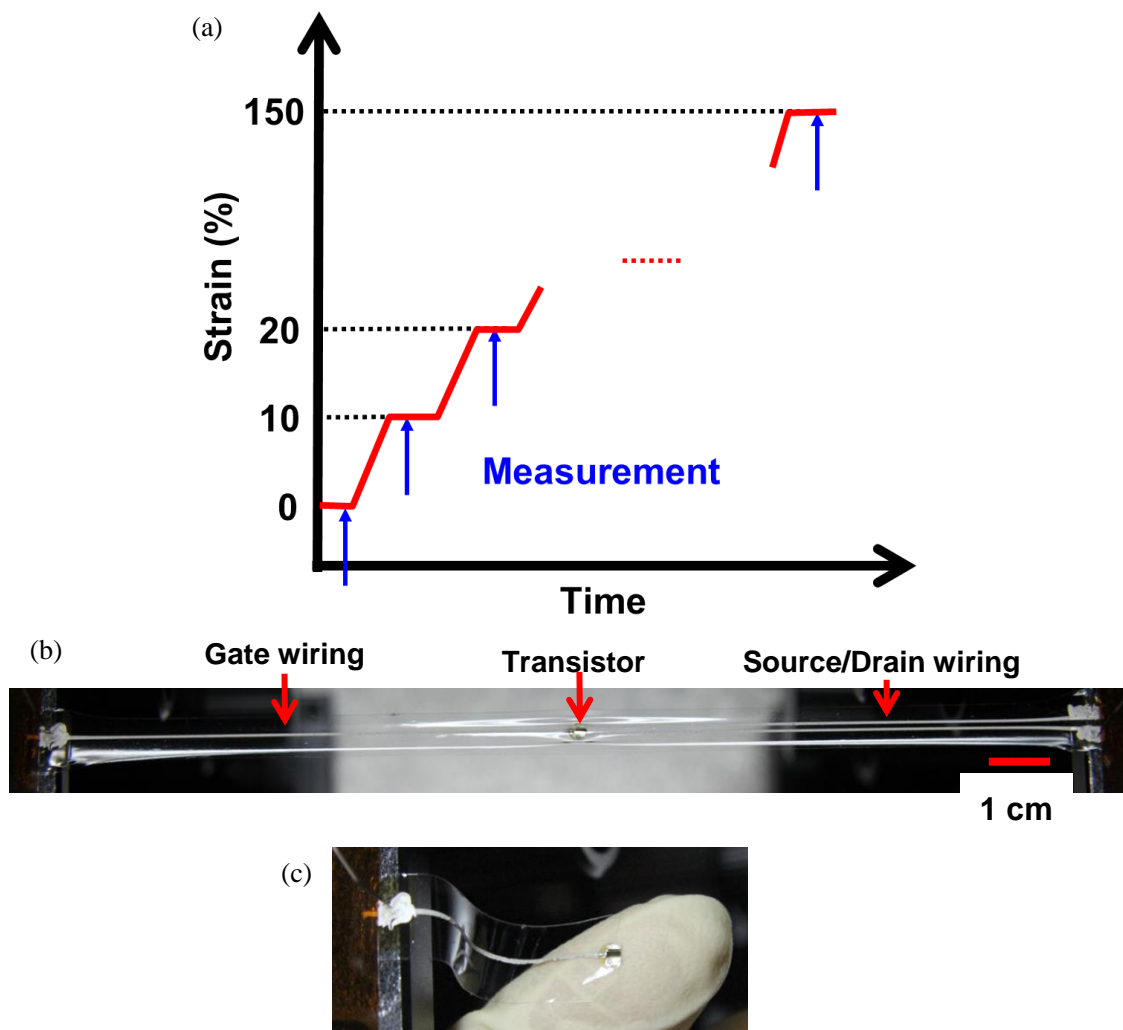 (a)
150
Strain (%)
20
10
Measurement
0
Time
(b)
Gate wiring
Transistor
Source/Drain wiring
1 cm
(c)